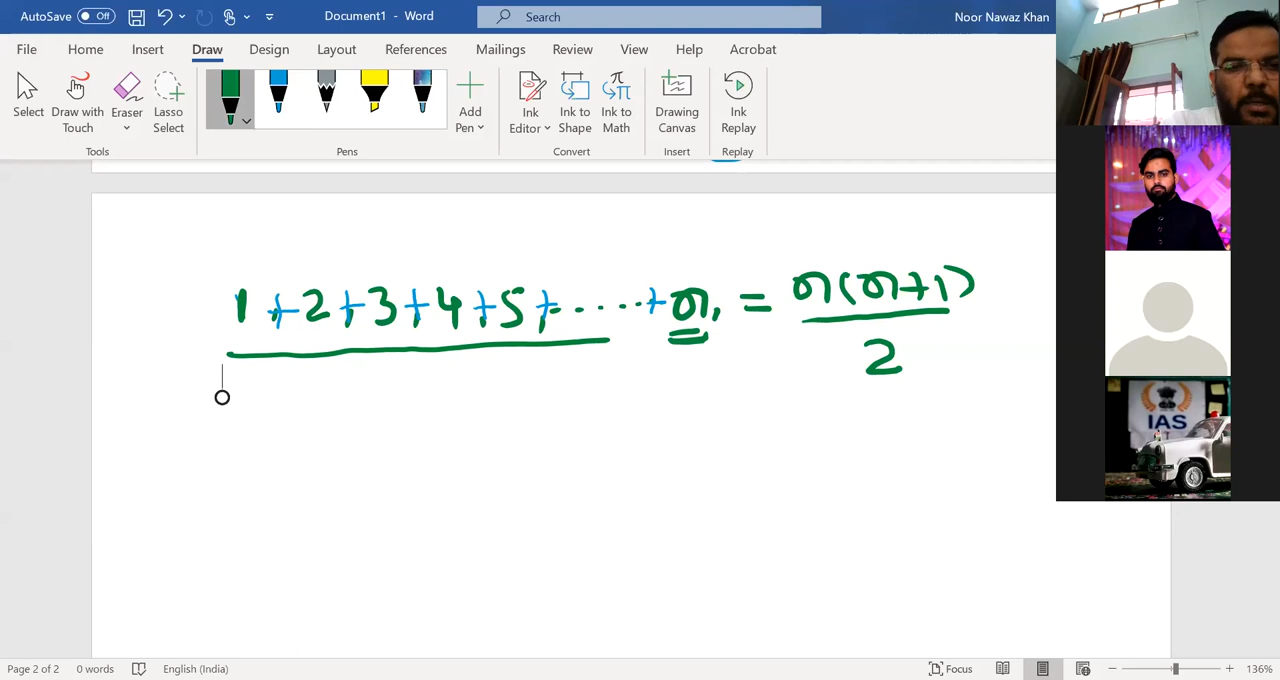 AutoSave Off Document1 - Word Search Noor Nawaz Khan
File Home Insert Draw Design Layout References Mailings Review View Help Acrobat
Select Draw with Touch Eraser Lasso Select Add Pen Ink Editor Ink to Shape Ink to Math Drawing Canvas Ink Replay
Tools Pens Convert Insert Replay
1 + 2 + 3 + 4 + 5 + ..... + n, = n(n+1)
2
IAS
Page 2 of 2 0 words English (India) Focus 136%